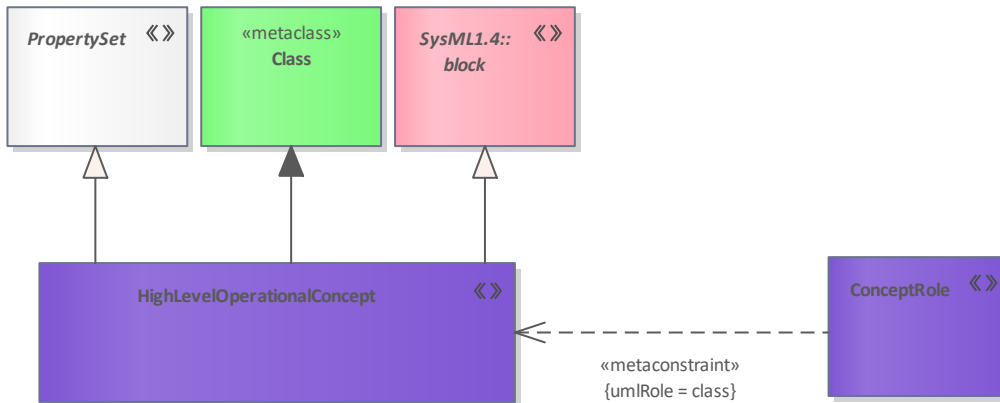 PropertySet «»
«metaclass»
Class
SysML1.4::
block
«»
HighLevelOperationalConcept «»
ConceptRole «»
«metaconstraint»
{umlRole = class}